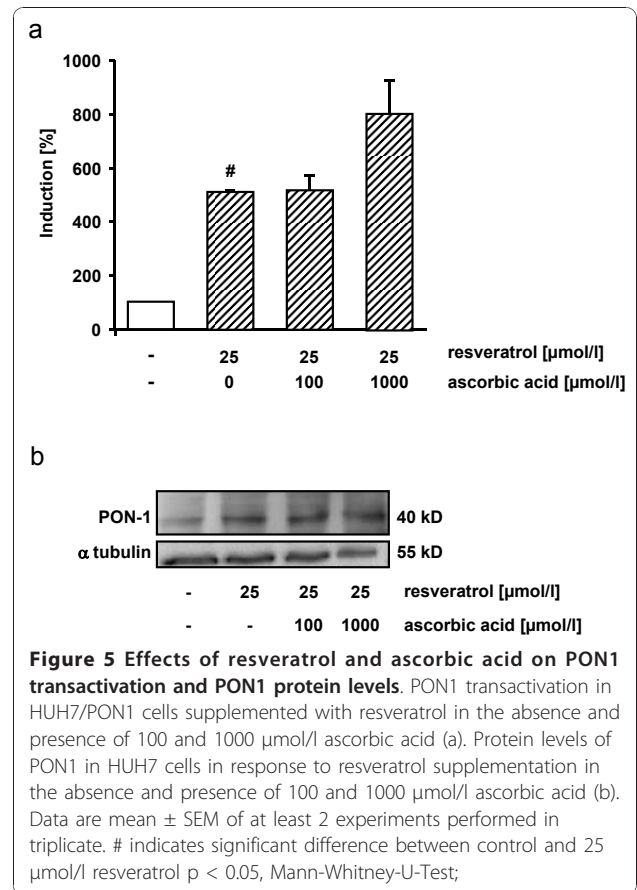 a
1000
800
600
400
200
0
Induction [%]
#
- 25 25 25 resveratrol [µmol/l]
- 0 100 1000 ascorbic acid [µmol/l]
b
PON-1 40 kD
α tubulin 55 kD
- 25 25 25 resveratrol [µmol/l]
- - 100 1000 ascorbic acid [µmol/l]
Figure 5 Effects of resveratrol and ascorbic acid on PON1
transactivation and PON1 protein levels. PON1 transactivation in
HUH7/PON1 cells supplemented with resveratrol in the absence and
presence of 100 and 1000 µmol/l ascorbic acid (a). Protein levels of
PON1 in HUH7 cells in response to resveratrol supplementation in
the absence and presence of 100 and 1000 µmol/l ascorbic acid (b).
Data are mean ± SEM of at least 2 experiments performed in
triplicate. # indicates significant difference between control and 25
µmol/l resveratrol p < 0.05, Mann-Whitney-U-Test;